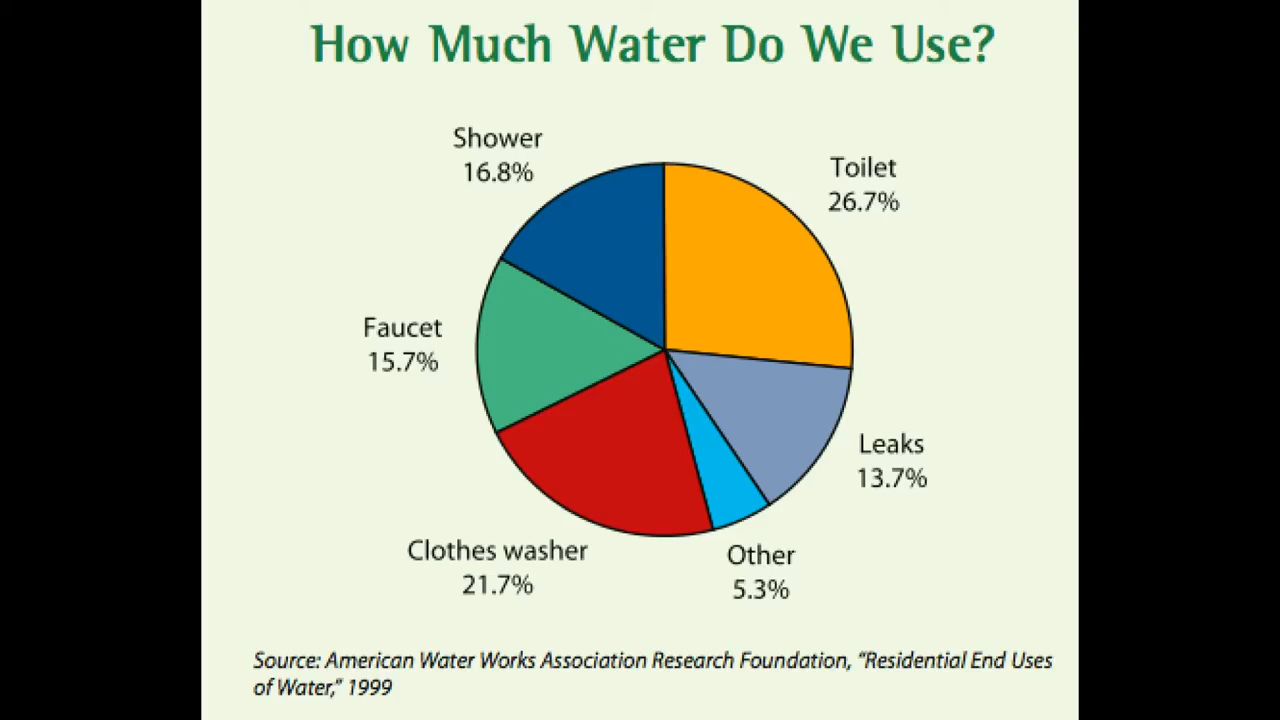 How Much Water Do We Use?
Shower
16.8%
Toilet
26.7%
Faucet
15.7%
Leaks
13.7%
Clothes washer
21.7%
Other
5.3%
Source: American Water Works Association Research Foundation, “Residential End Uses
of Water,” 1999